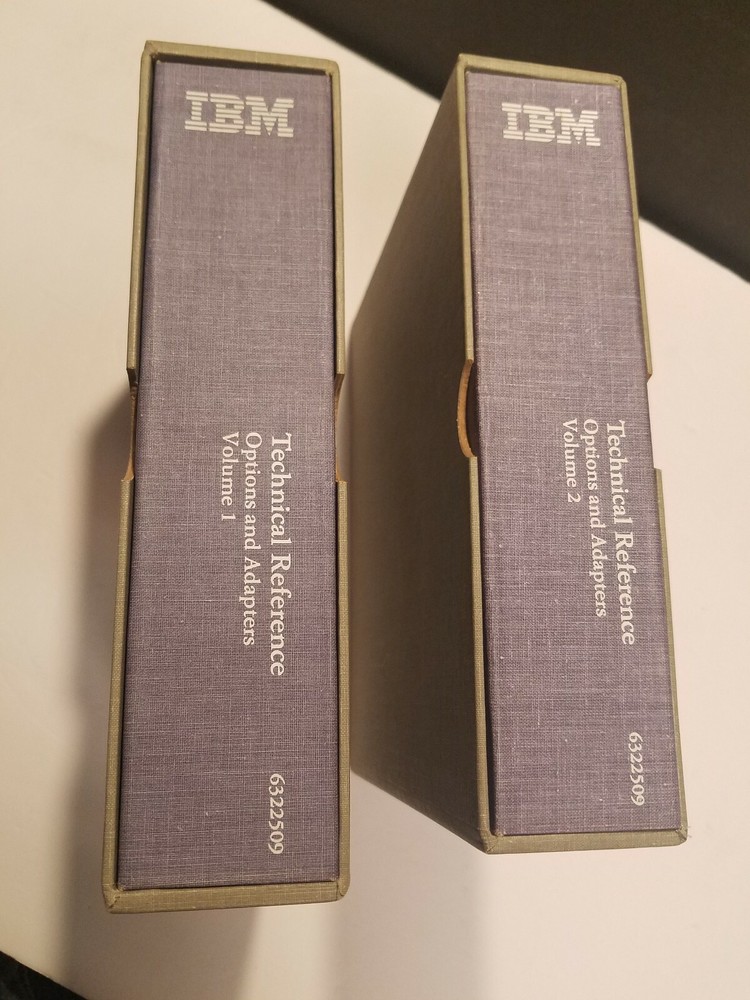 IBM
Technical Reference
Options and Adapters
Volume 1
6322509
IBM
Technical Reference
Options and Adapters
Volume 2
6322509